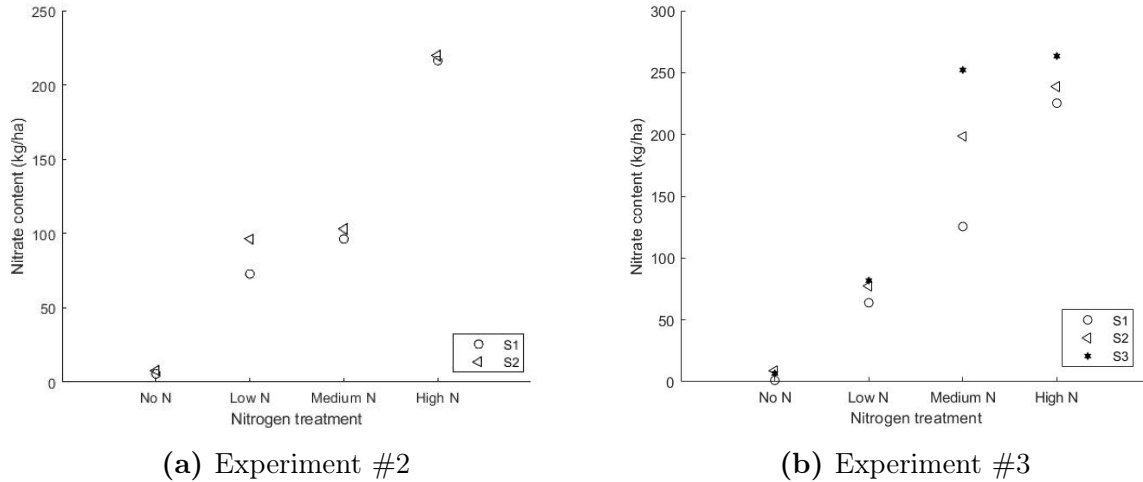 250
200
150
100
50
0
Nitrate content (kg/ha)
No N Low N Medium N High N
Nitrogen treatment
S1
S2
(a) Experiment #2
300
250
200
150
100
50
0
Nitrate content (kg/ha)
No N Low N Medium N High N
Nitrogen treatment
S1
S2
S3
(b) Experiment #3